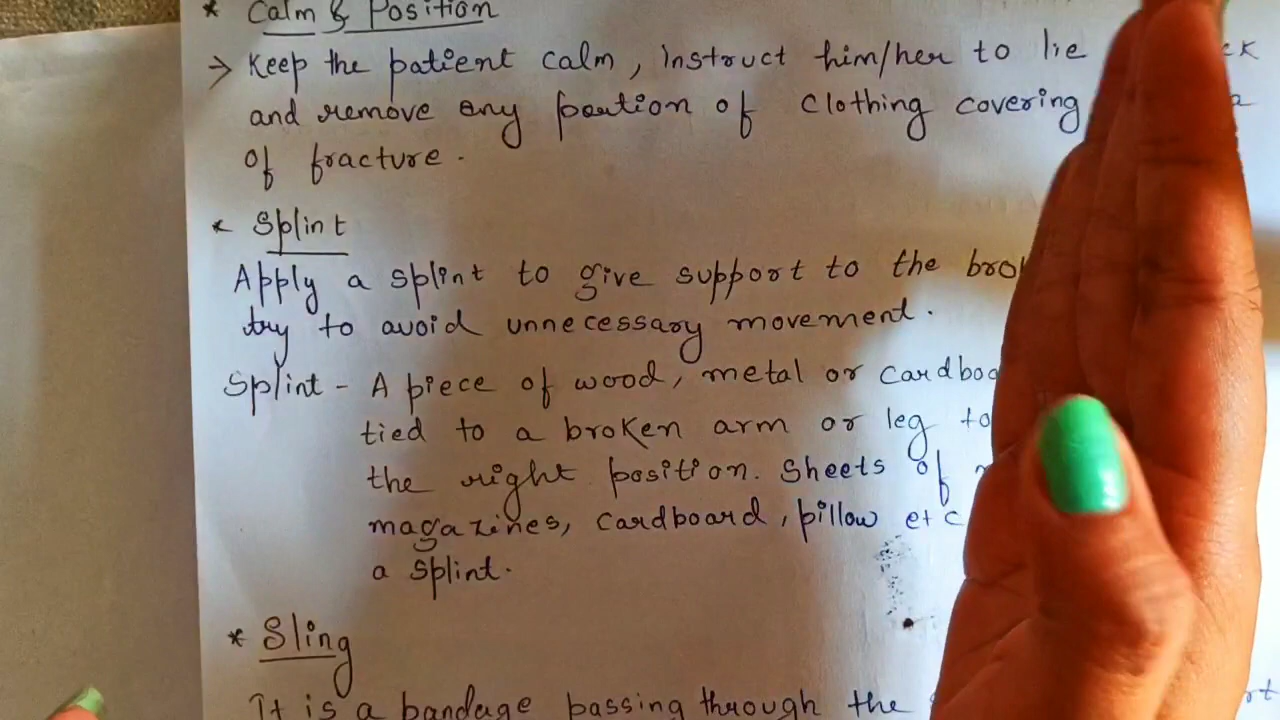 * Calm & Position
→ Keep the patient calm, instruct him/her to lie
and remove any portion of clothing covering
of fracture.
* Splint
Apply a splint to give support to the
try to avoid unnecessary movement.
Splint - A piece of wood, metal or
tied to a broken arm or leg to
the right position. Sheets of
magazines, cardboard, pillow etc
a splint.
* Sling
It is a bandage passing through the